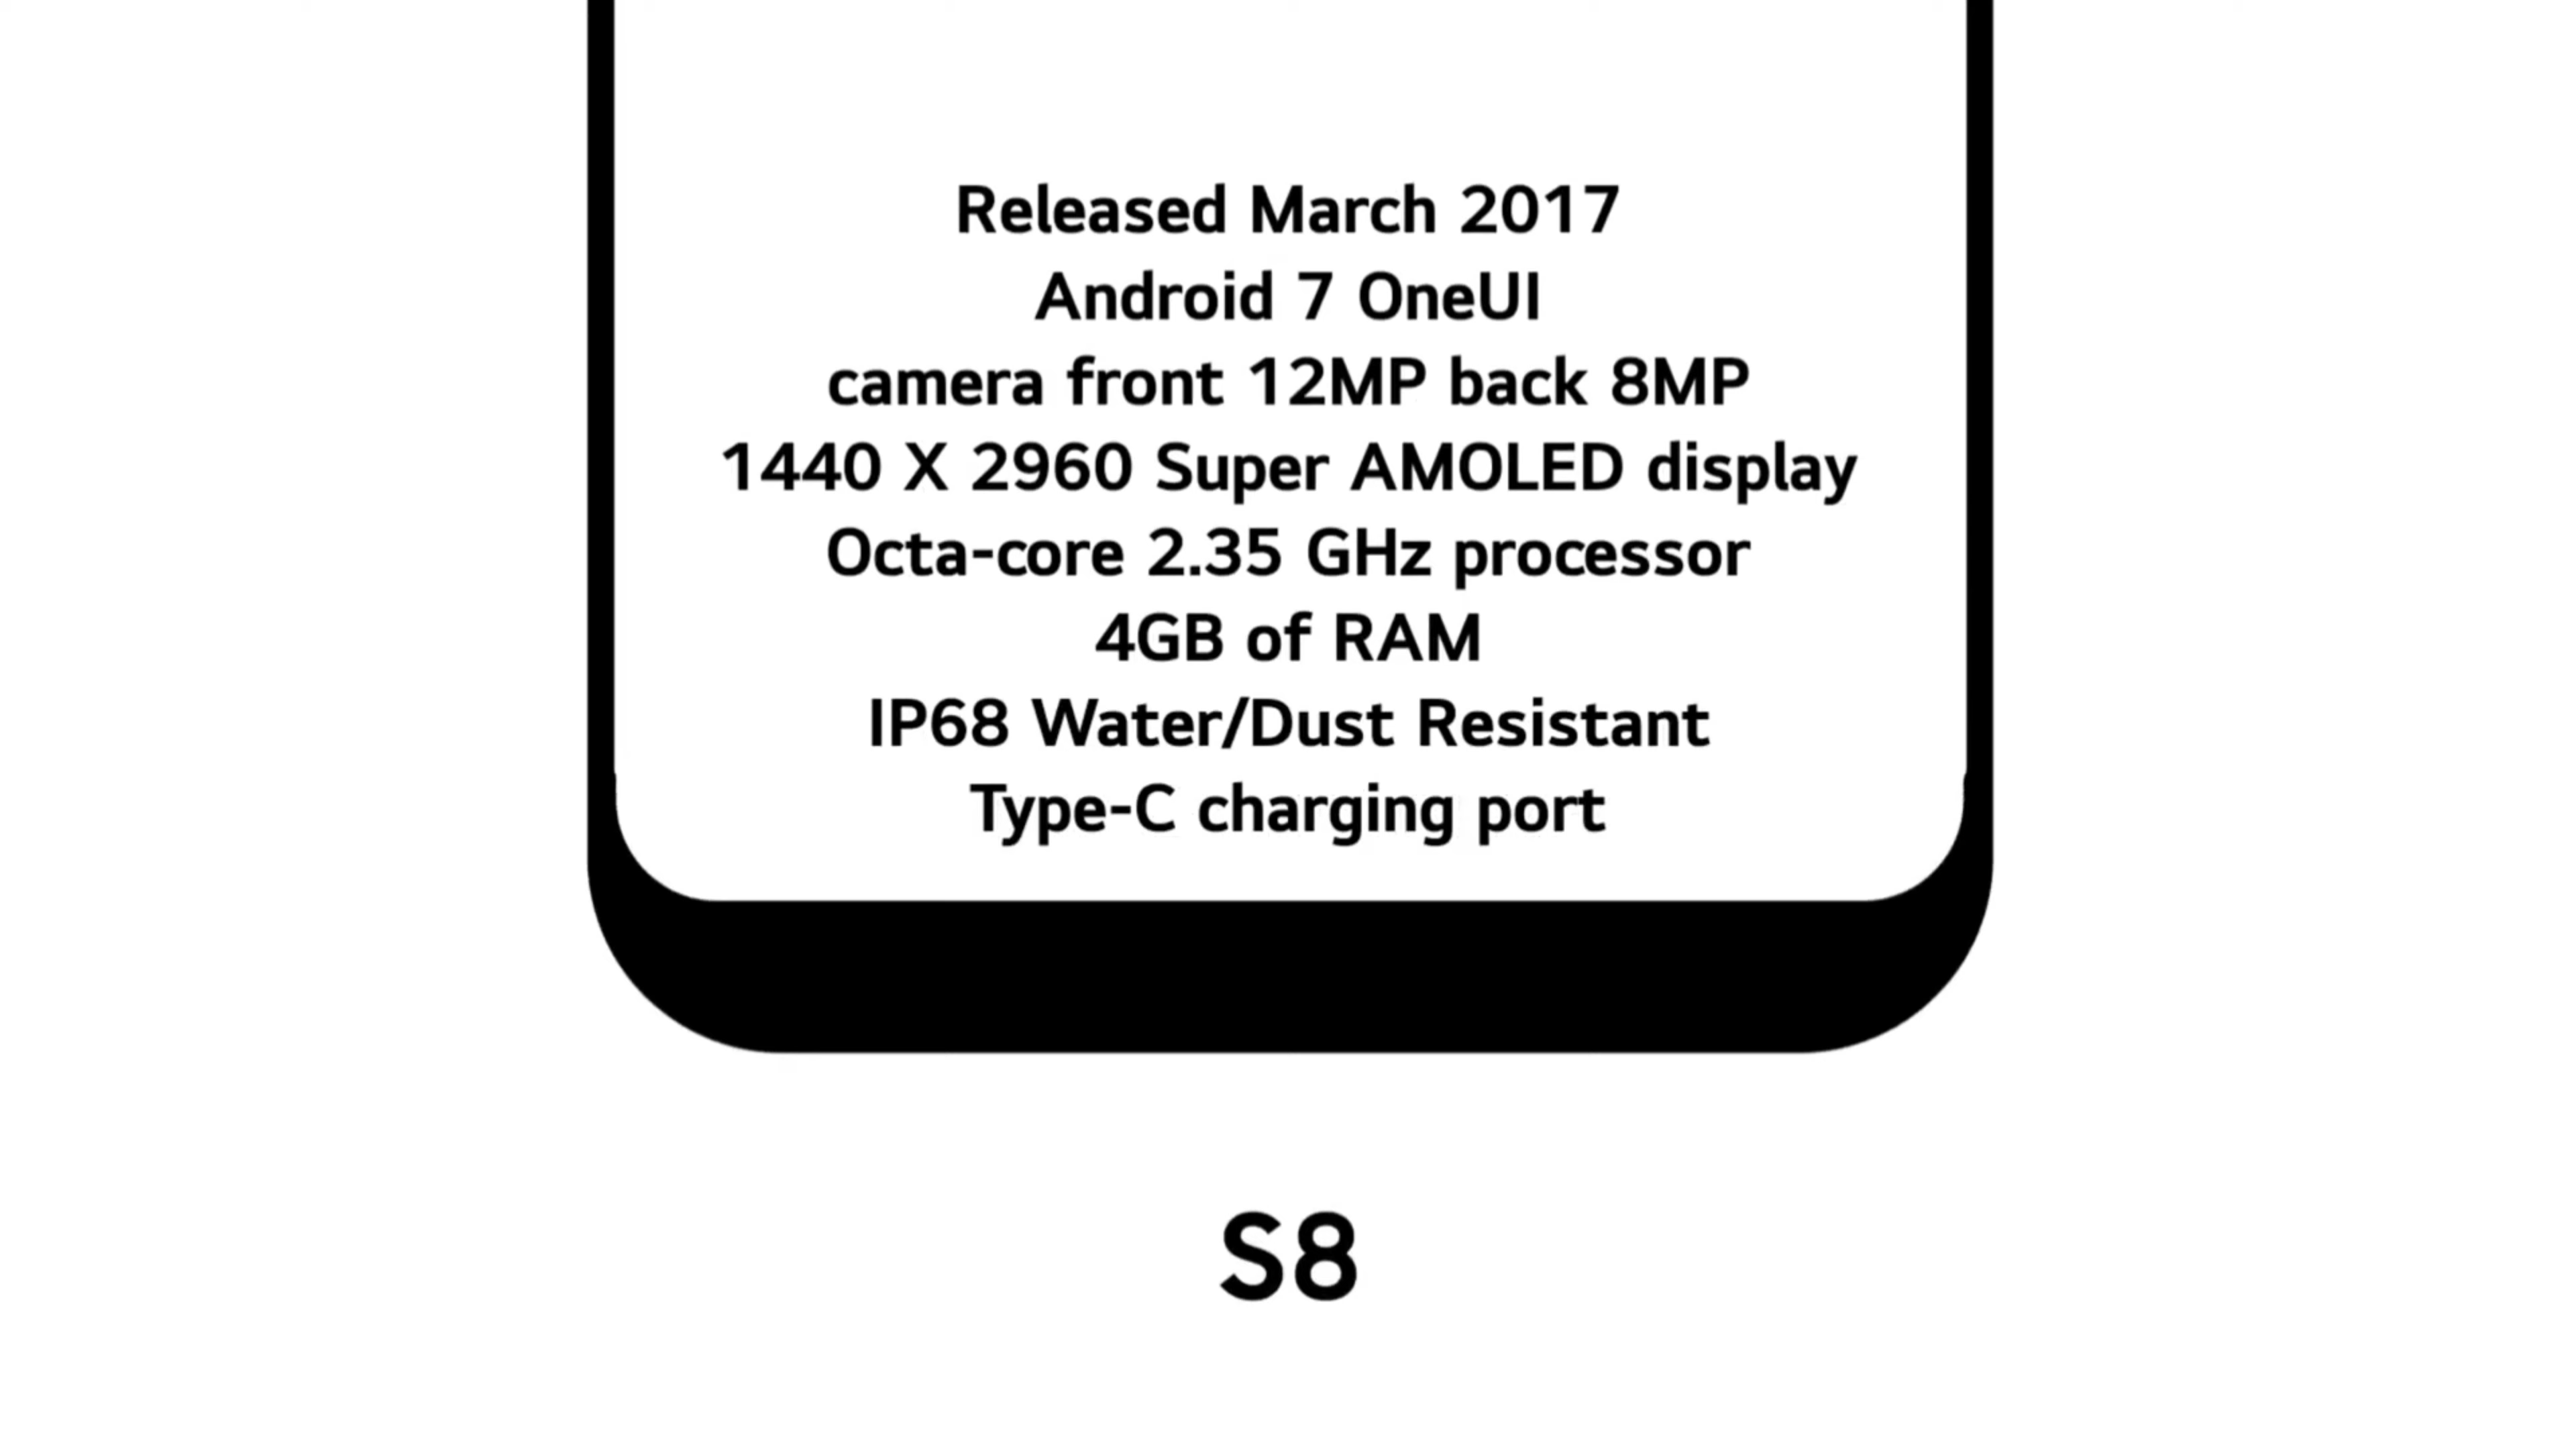 Released March 2017
Android 7 OneUI
camera front 12MP back 8MP
1440 X 2960 Super AMOLED display
Octa-core 2.35 GHz processor
4GB of RAM
IP68 Water/Dust Resistant
Type-C charging port
S8